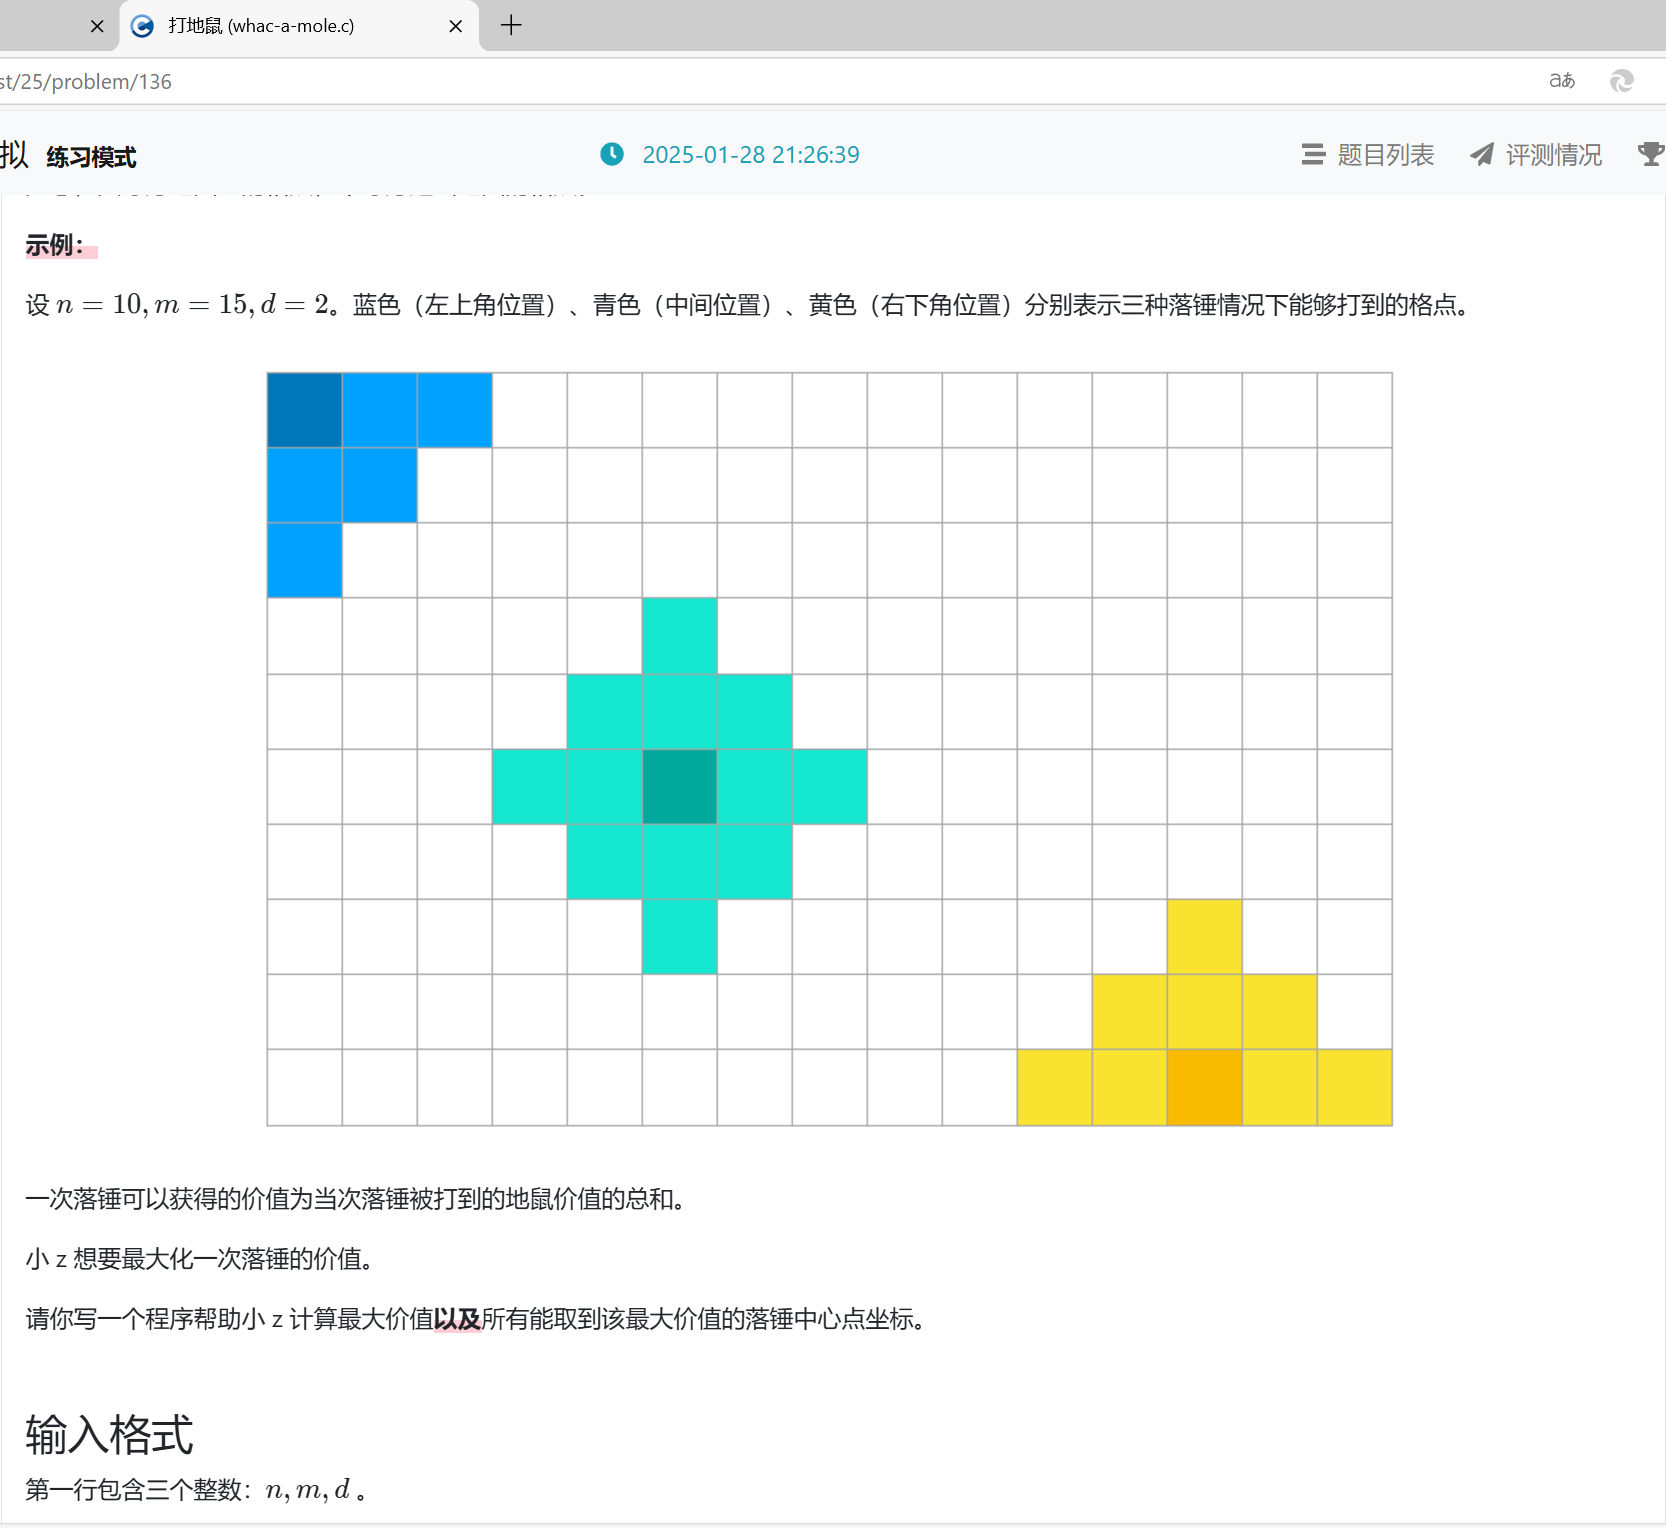 打地鼠 (whac-a-mole.c)
st/25/problem/136
拟 练习模式 2025-01-28 21:26:39 题目列表 评测情况
示例：
设 n = 10, m = 15, d = 2。蓝色（左上角位置）、青色（中间位置）、黄色（右下角位置）分别表示三种落锤情况下能够打到的格点。
一次落锤可以获得的价值为当次落锤被打到的地鼠价值的总和。
小 z 想要最大化一次落锤的价值。
请你写一个程序帮助小 z 计算最大价值以及所有能取到该最大价值的落锤中心点坐标。
输入格式
第一行包含三个整数：n, m, d 。